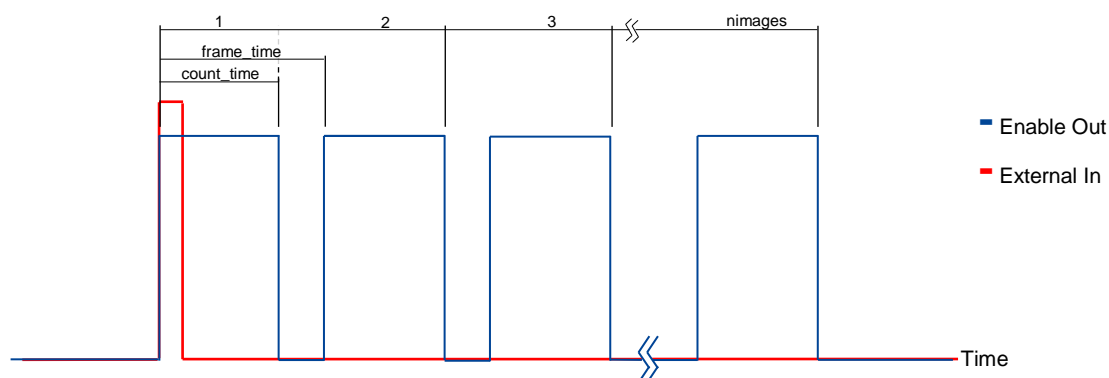 1 2 3 nimages
frame_time
count_time
Enable Out
External In
Time